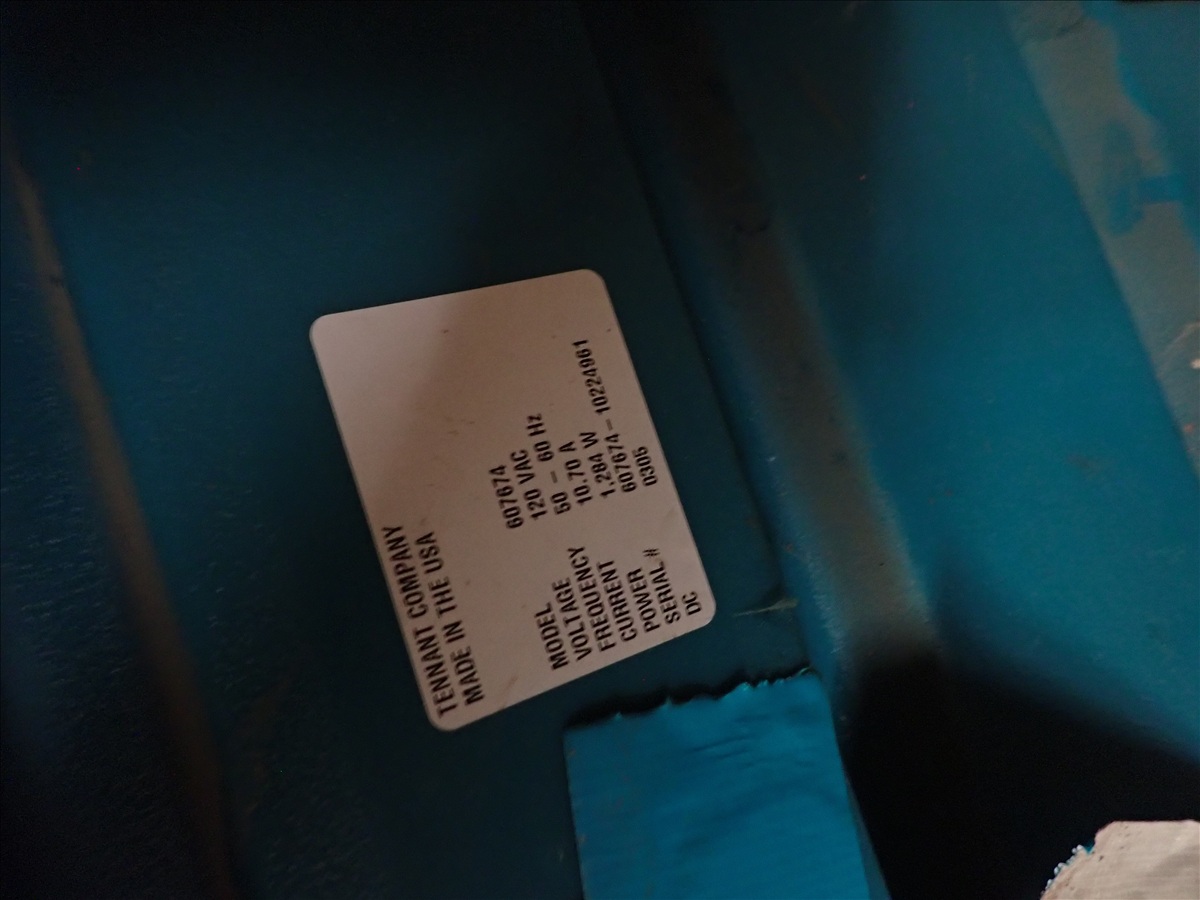 TENNANT COMPANY
MADE IN THE USA
MODEL 607674
VOLTAGE 120 VAC
FREQUENCY 50 - 60 Hz
CURRENT 10.70 A
POWER 1.284 W
SERIAL # 607674-10224961
DC 0305